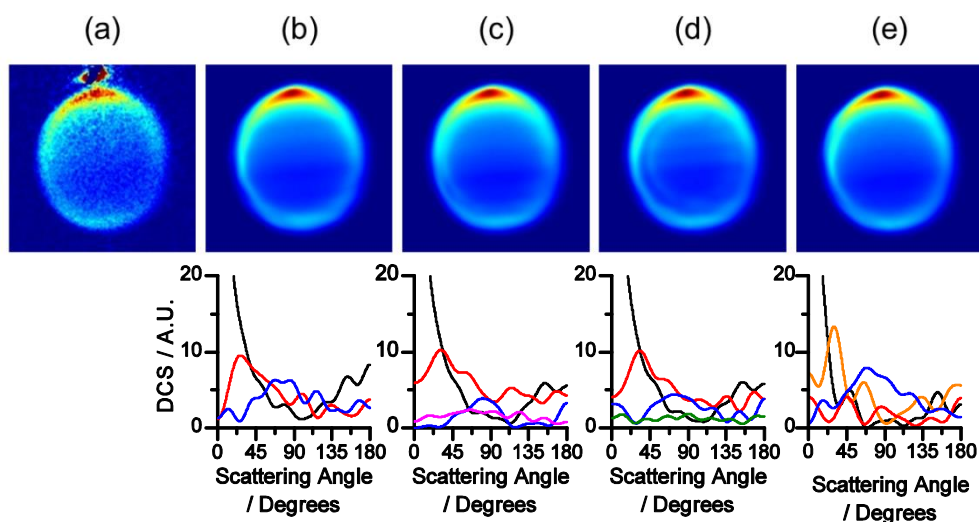 (a) (b) (c) (d) (e)
20 20 20 20
10 10 10 10
0 0 0 0
DCS / A.U.
0 45 90 135 180 0 45 90 135 180 0 45 90 135 180 0 45 90 135 180
Scattering Angle Scattering Angle Scattering Angle Scattering Angle
/ Degrees / Degrees / Degrees / Degrees